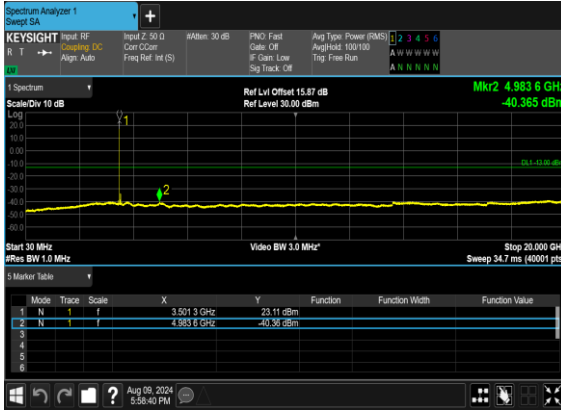 Spectrum Analyzer 1
Swept SA
+
KEYSIGHT
R T
LXI
Input: RF
Coupling: DC
Align: Auto
Input Z: 50 Ω
Corr CCorr
Freq Ref: Int (S)
#Atten: 30 dB
PNO: Fast
Gate: Off
IF Gain: Low
Sig Track: Off
Avg Type: Power (RMS)
Avg|Hold: 100/100
Trig: Free Run
1 2 3 4 5 6
A W W W W W
A N N N N N
1 Spectrum
Scale/Div 10 dB
Ref Lvl Offset 15.87 dB
Ref Level 30.00 dBm
Mkr2 4.983 6 GHz
-40.365 dBm
Log
20.0
10.0
0.00
-10.0
-20.0
-30.0
-40.0
-50.0
-60.0
1
2
DL1 -13.00 dBm
Start 30 MHz
#Res BW 1.0 MHz
Video BW 3.0 MHz*
Stop 20.000 GHz
Sweep 34.7 ms (40001 pts)
5 Marker Table
Mode Trace Scale X Y Function Function Width Function Value
1 N 1 f 3.501 3 GHz 23.11 dBm
2 N 1 f 4.983 6 GHz -40.36 dBm
3
4
5
6
?
Aug 09, 2024
5:58:40 PM